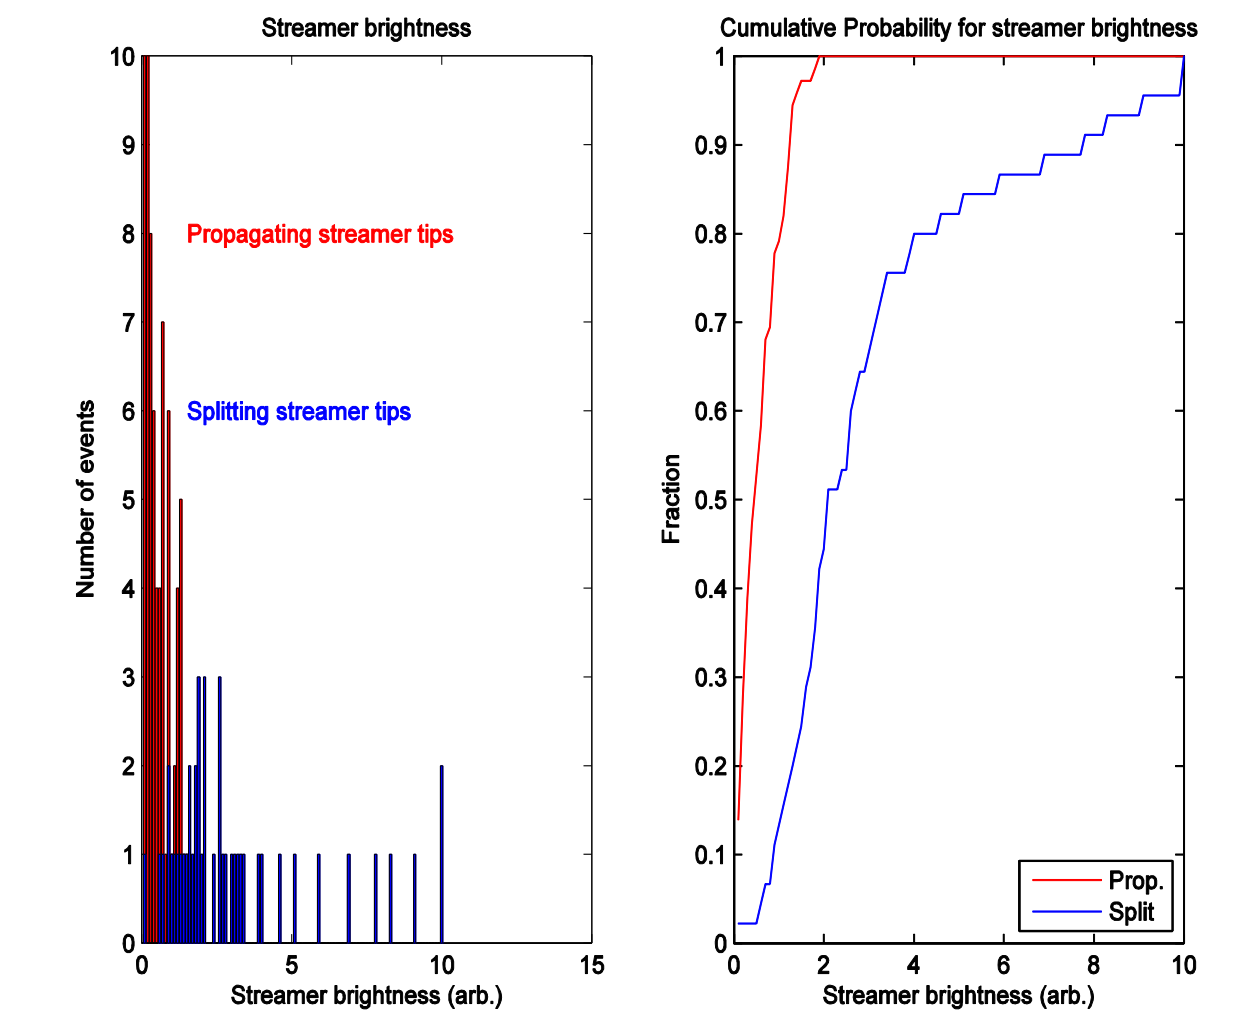 Streamer brightness
10
9
8
7
6
5
4
3
2
1
0
Number of events
Propagating streamer tips
Splitting streamer tips
0 5 10 15
Streamer brightness (arb.)
Cumulative Probability for streamer brightness
1
0.9
0.8
0.7
0.6
0.5
0.4
0.3
0.2
0.1
0
Fraction
Prop.
Split
0 2 4 6 8 10
Streamer brightness (arb.)